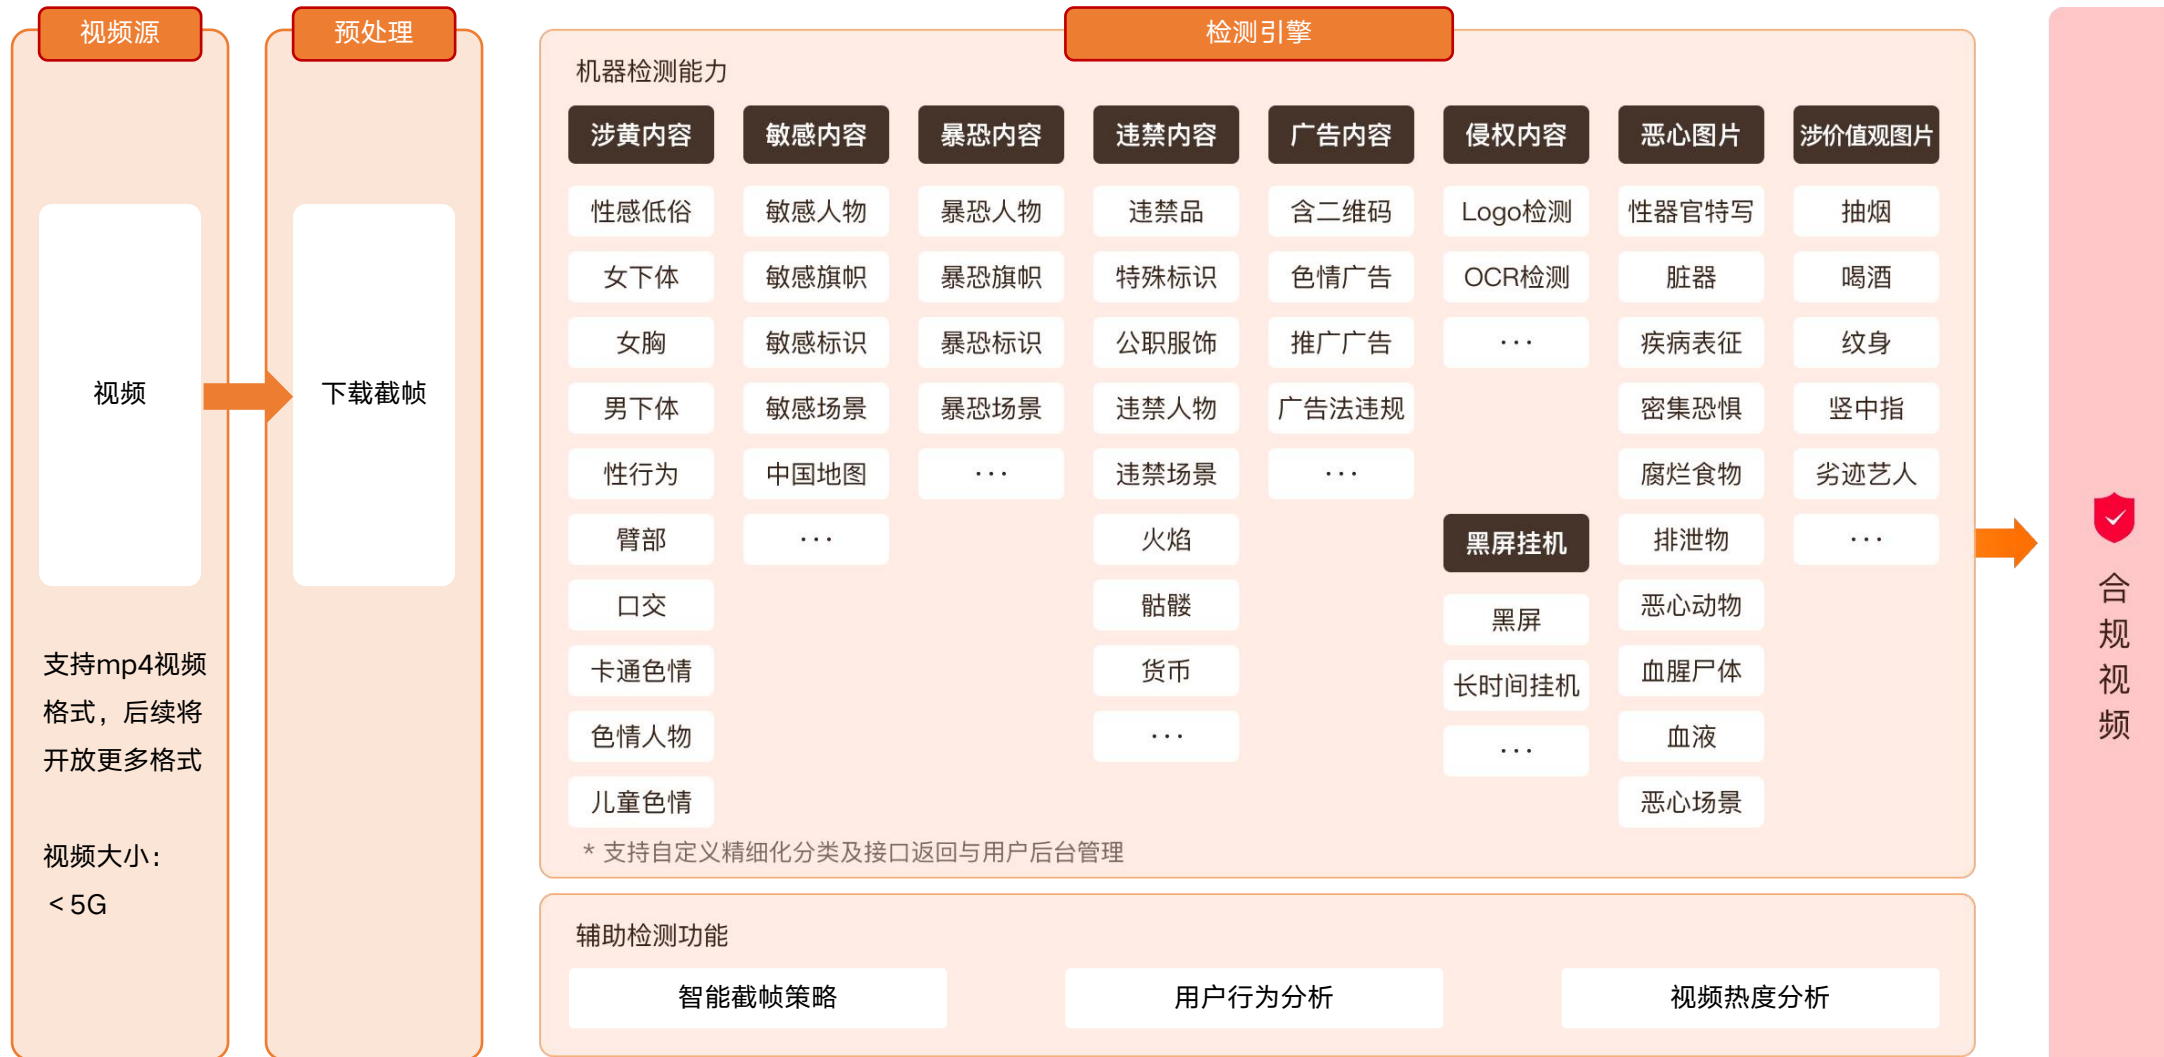 视频源
视频
支持mp4视频
格式，后续将
开放更多格式
视频大小：
<5G
预处理
下载截帧
检测引擎
机器检测能力
涉黄内容
性感低俗
女下体
女胸
男下体
性行为
臂部
口交
卡通色情
色情人物
儿童色情
敏感内容
敏感人物
敏感旗帜
敏感标识
敏感场景
中国地图
···
暴恐内容
暴恐人物
暴恐旗帜
暴恐标识
暴恐场景
···
违禁内容
违禁品
特殊标识
公职服饰
违禁人物
违禁场景
火焰
骷髅
货币
···
广告内容
含二维码
色情广告
推广广告
广告法违规
···
侵权内容
Logo检测
OCR检测
···
黑屏挂机
黑屏
长时间挂机
···
恶心图片
性器官特写
脏器
疾病表征
密集恐惧
腐烂食物
排泄物
恶心动物
血腥尸体
血液
恶心场景
涉价值观图片
抽烟
喝酒
纹身
竖中指
劣迹艺人
···
* 支持自定义精细化分类及接口返回与用户后台管理
辅助检测功能
智能截帧策略
用户行为分析
视频热度分析
合规视频